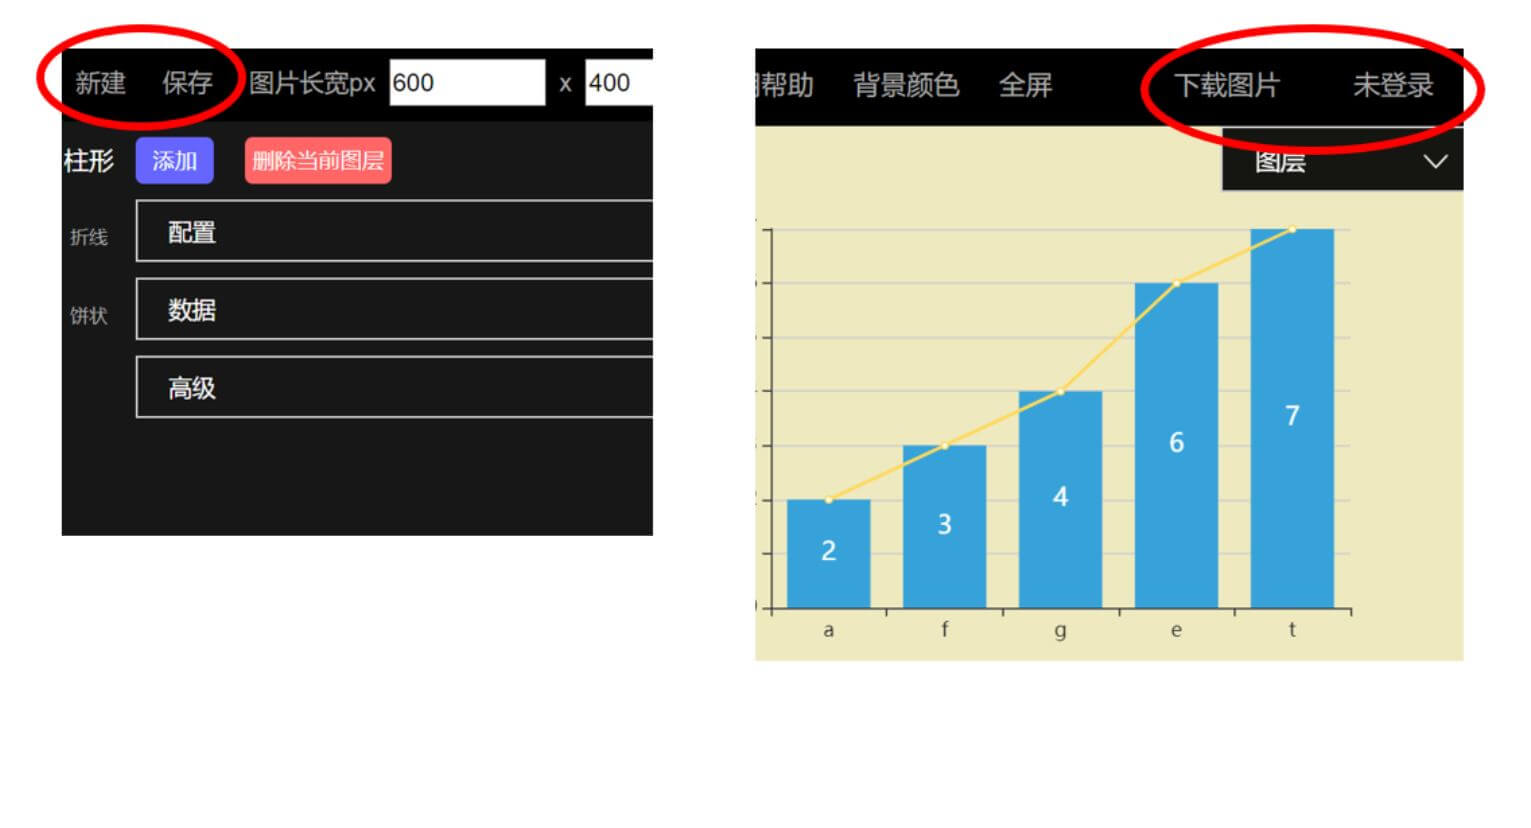 新建 保存 图片长宽px 600 x 400
柱形 添加 删除当前图层
折线 配置
饼状 数据
高级
帮助 背景颜色 全屏 下载图片 未登录
图层
7
6
4
3
2
a f g e t